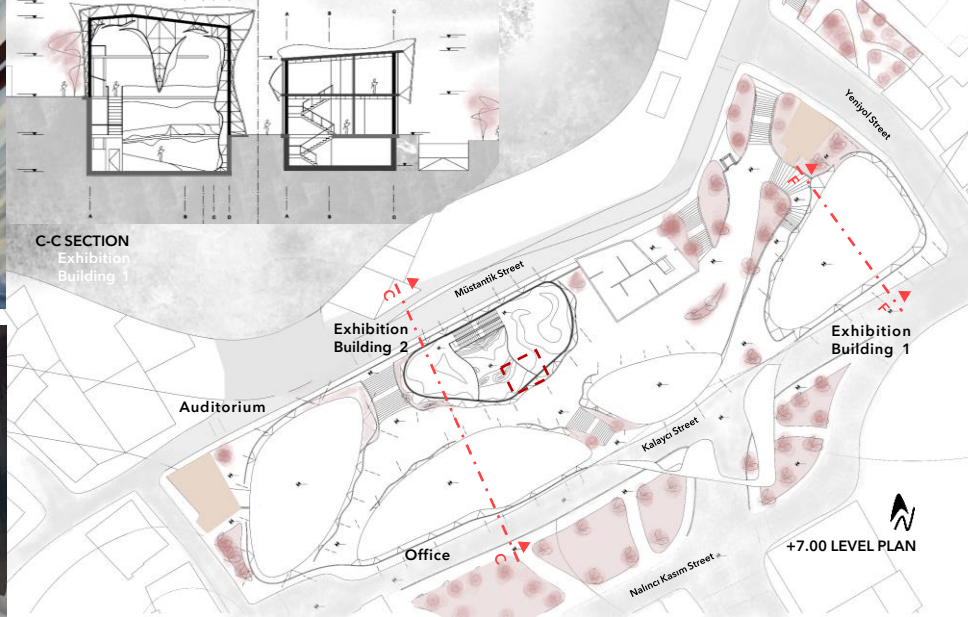 A B C
A B C D A B C
C-C SECTION
Exhibition
Building 1
Yeniyol Street
F
F
Müstantik Street
C
Exhibition
Building 2
Exhibition
Building 1
Auditorium
Kalaycı Street
Office
C
+7.00 LEVEL PLAN
Nalıncı Kasım Street
N